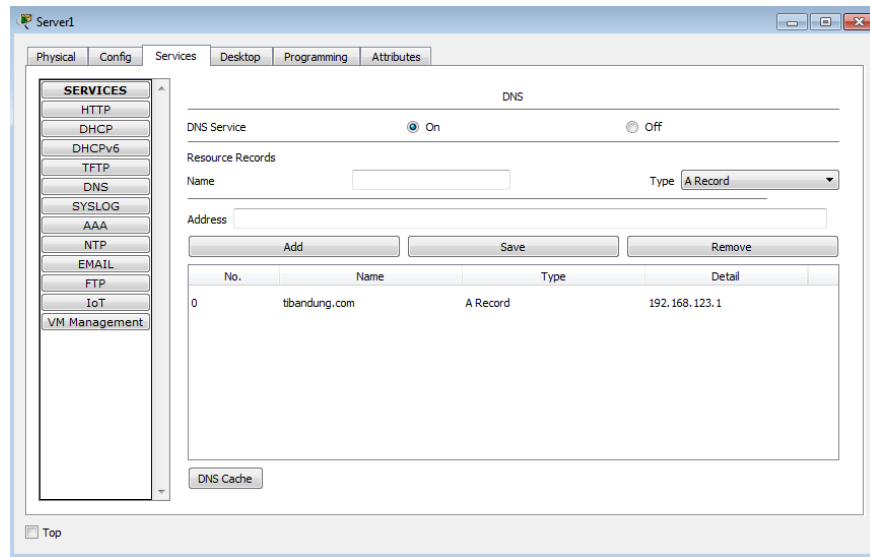 Server1
Physical Config Services Desktop Programming Attributes
SERVICES
HTTP
DHCP
DHCPv6
TFTP
DNS
SYSLOG
AAA
NTP
EMAIL
FTP
IoT
VM Management
DNS
DNS Service On Off
Resource Records
Name Type A Record
Address
Add Save Remove
No. Name Type Detail
0 tibandung.com A Record 192.168.123.1
DNS Cache
Top